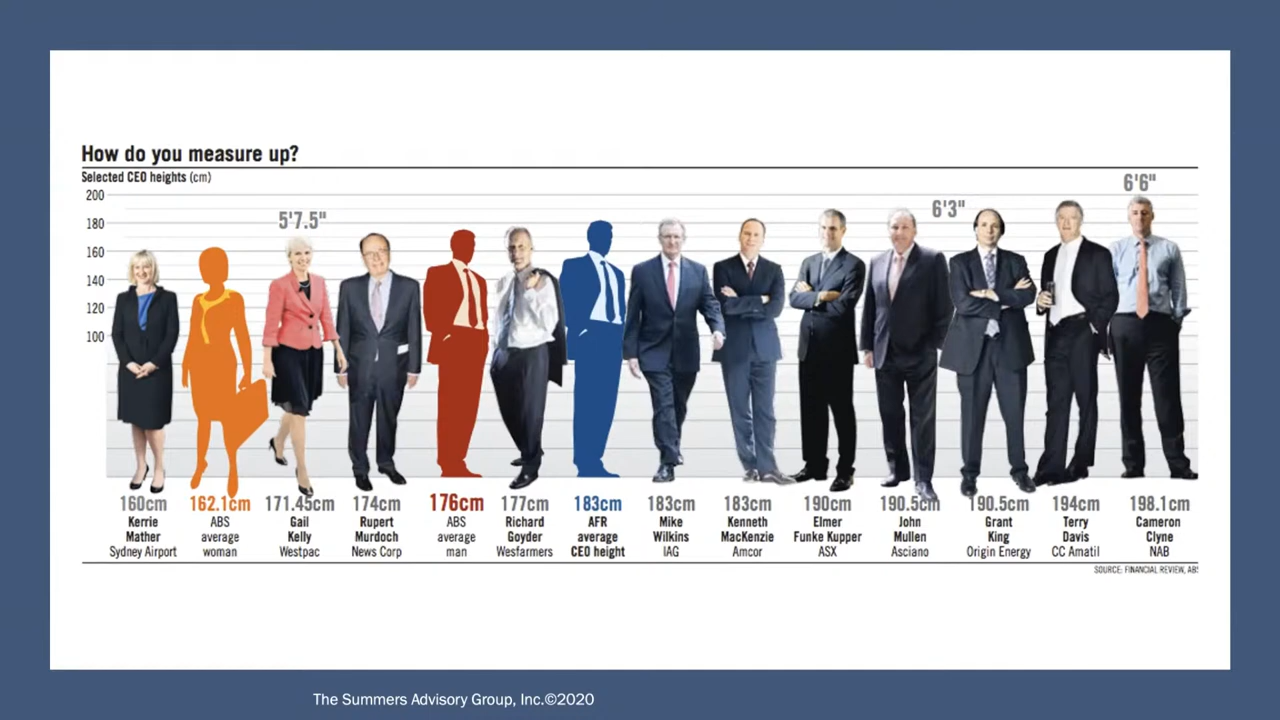 How do you measure up?
Selected CEO heights (cm)
6'6"
200
5'7.5"
6'3"
180
160
140
120
100
160cm 162.1cm 171.45cm 174cm 176cm 177cm 183cm 183cm 183cm 190cm 190.5cm 190.5cm 194cm 198.1cm
Kerrie ABS Gail Rupert ABS Richard AFR Mike Kenneth Elmer John Grant Terry Cameron
Mather average Kelly Murdoch average Goyder average Wilkins MacKenzie Funke Kupper Mullen King Davis Clyne
Sydney Airport woman Westpac News Corp man Wesfarmers CEO height IAG Amcor ASX Asciano Origin Energy CC Amatil NAB
SOURCE: FINANCIAL REVIEW, ABS
The Summers Advisory Group, Inc.©2020